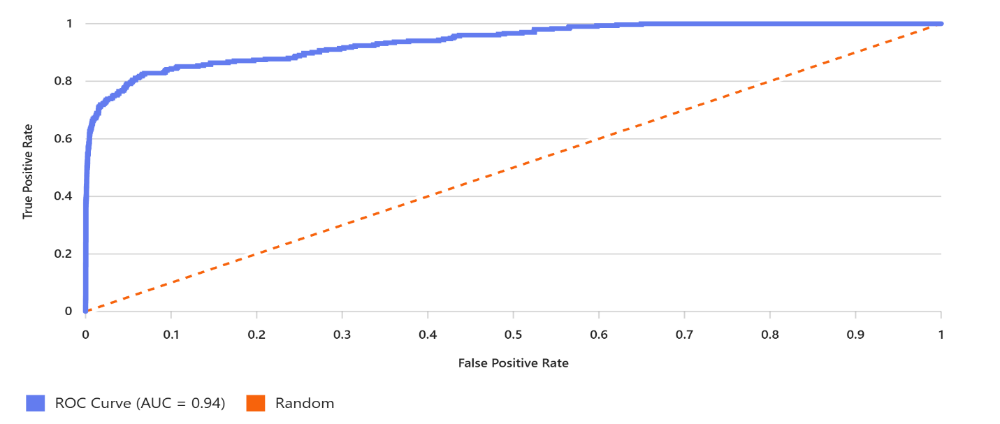 1
0.8
0.6
0.4
0.2
0
True Positive Rate
0 0.1 0.2 0.3 0.4 0.5 0.6 0.7 0.8 0.9 1
False Positive Rate
ROC Curve (AUC = 0.94) Random